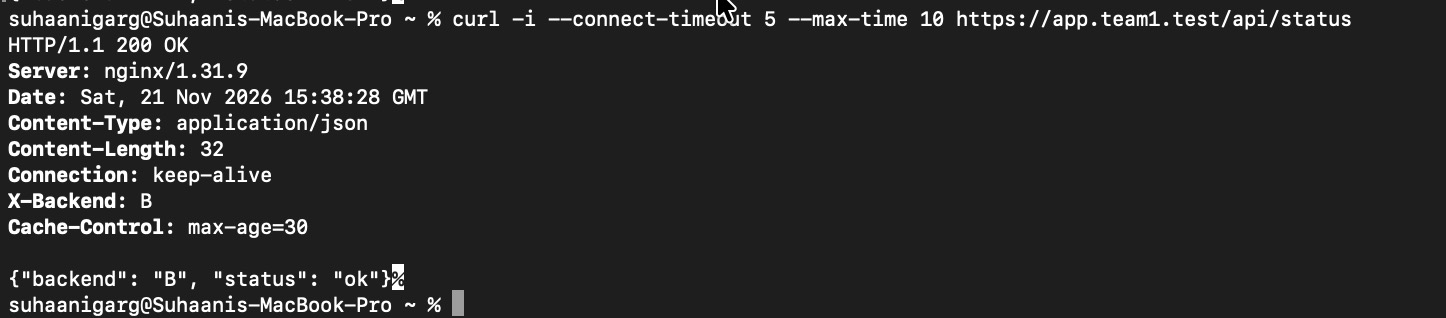 suhaanigarg@Suhaanis-MacBook-Pro ~ % curl -i --connect-timeout 5 --max-time 10 https://app.team1.test/api/status
HTTP/1.1 200 OK
Server: nginx/1.31.9
Date: Sat, 21 Nov 2026 15:38:28 GMT
Content-Type: application/json
Content-Length: 32
Connection: keep-alive
X-Backend: B
Cache-Control: max-age=30

{"backend": "B", "status": "ok"}%
suhaanigarg@Suhaanis-MacBook-Pro ~ %